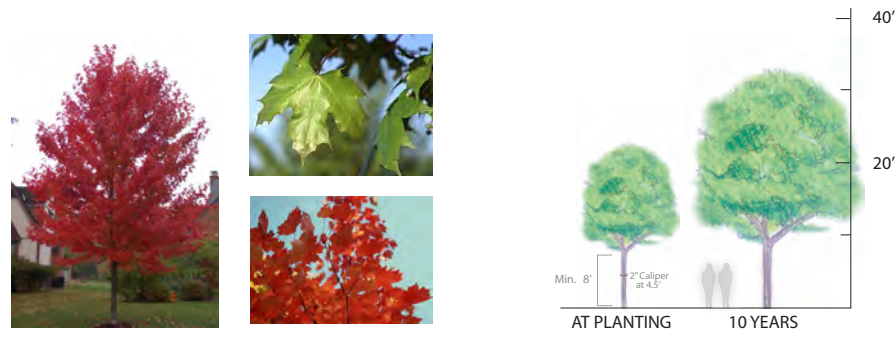 40'
20'
Min. 8'
2" Caliper
at 4.5'
AT PLANTING
10 YEARS